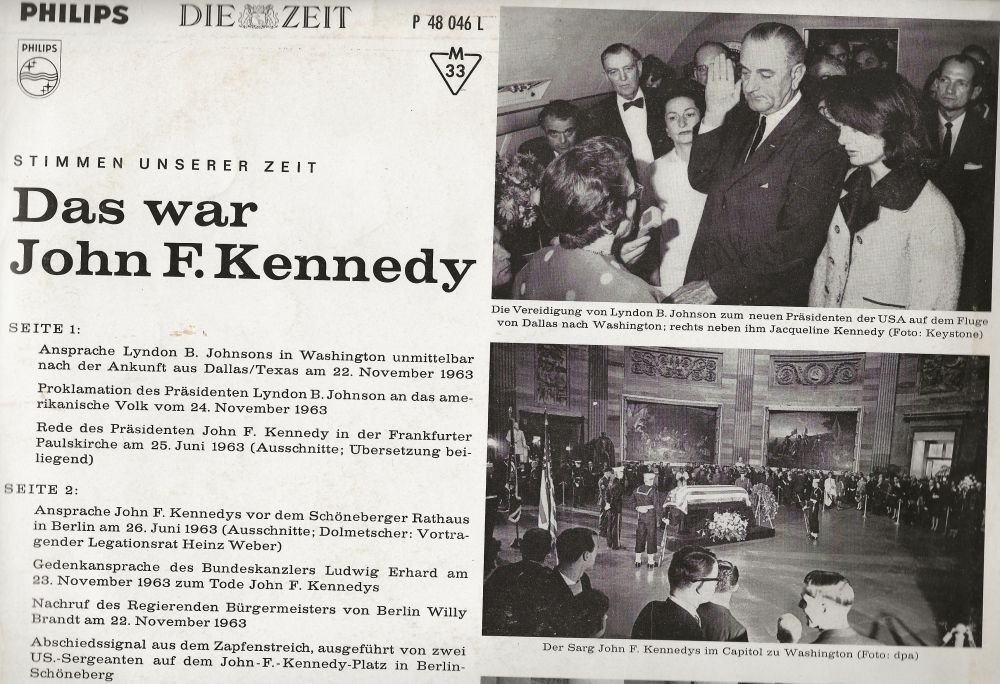 PHILIPS DIE ZEIT P 48 046 L
PHILIPS
M
33
STIMMEN UNSERER ZEIT
Das war
John F. Kennedy
SEITE 1:
Ansprache Lyndon B. Johnsons in Washington unmittelbar
nach der Ankunft aus Dallas/Texas am 22. November 1963
Proklamation des Präsidenten Lyndon B. Johnson an das ame-
rikanische Volk vom 24. November 1963
Rede des Präsidenten John F. Kennedy in der Frankfurter
Paulskirche am 25. Juni 1963 (Ausschnitte; Übersetzung bei-
liegend)
SEITE 2:
Ansprache John F. Kennedys vor dem Schöneberger Rathaus
in Berlin am 26. Juni 1963 (Ausschnitte; Dolmetscher: Vortra-
gender Legationsrat Heinz Weber)
Gedenkansprache des Bundeskanzlers Ludwig Erhard am
23. November 1963 zum Tode John F. Kennedys
Nachruf des Regierenden Bürgermeisters von Berlin Willy
Brandt am 22. November 1963
Abschiedssignal aus dem Zapfenstreich, ausgeführt von zwei
US.-Sergeanten auf dem John-F.-Kennedy-Platz in Berlin-
Schöneberg
Die Vereidigung von Lyndon B. Johnson zum neuen Präsidenten der USA auf dem Fluge
von Dallas nach Washington; rechts neben ihm Jacqueline Kennedy (Foto: Keystone)
Der Sarg John F. Kennedys im Capitol zu Washington (Foto: dpa)